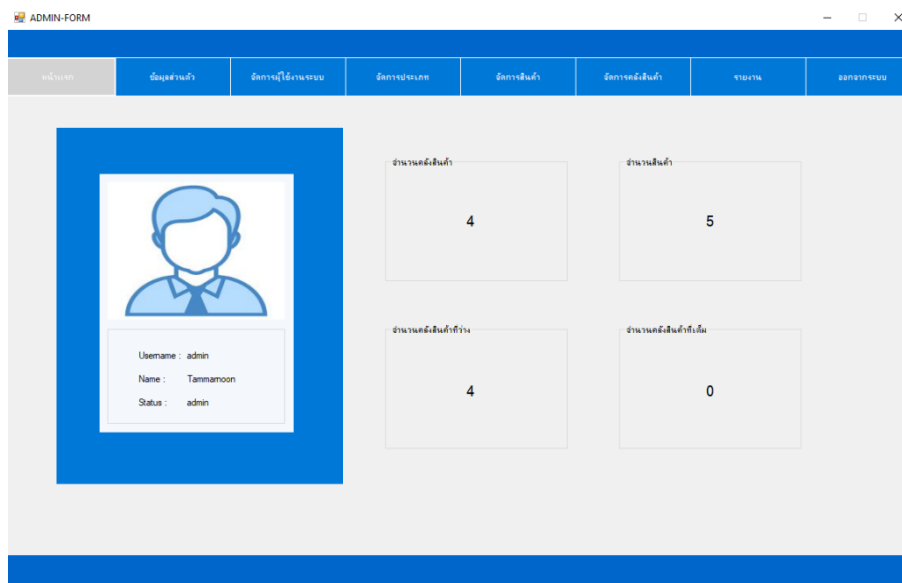 ADMIN-FORM
หน้าแรก ข้อมูลส่วนตัว จัดการผู้ใช้งานระบบ จัดการประเภท จัดการสินค้า จัดการคลังสินค้า รายงาน ออกจากระบบ
จำนวนคลังสินค้า จำนวนสินค้า
4 5
จำนวนคลังสินค้าที่ว่าง จำนวนคลังสินค้าที่เต็ม
4 0
Username : admin
Name : Tammamoon
Status : admin